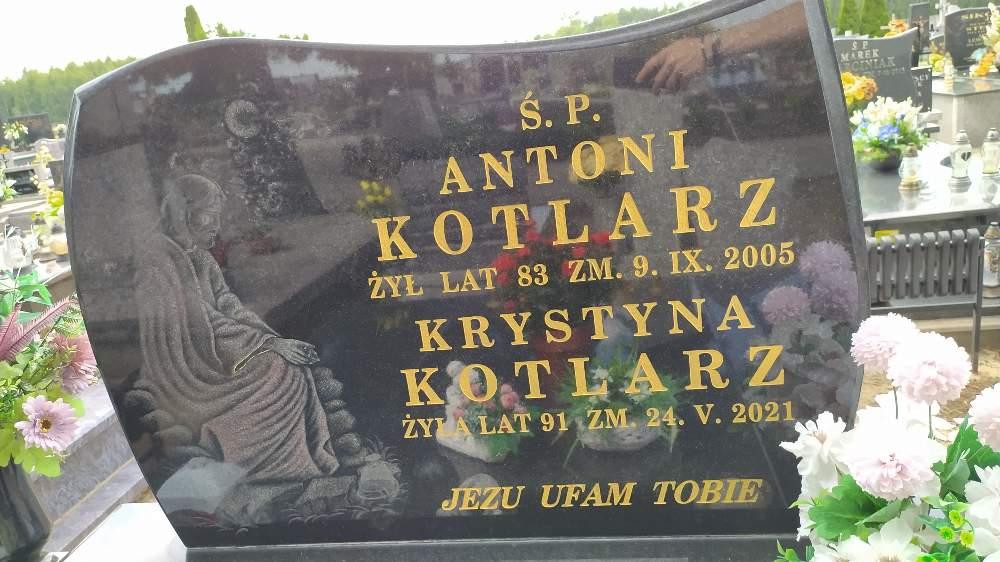 Ś. P.
ANTONI
KOTLARZ
ŻYŁ LAT 83 ZM. 9. IX. 2005
KRYSTYNA
KOTLARZ
ŻYŁA LAT 91 ZM. 24. V. 2021
JEZU UFAM TOBIE
Ś P
MAREK